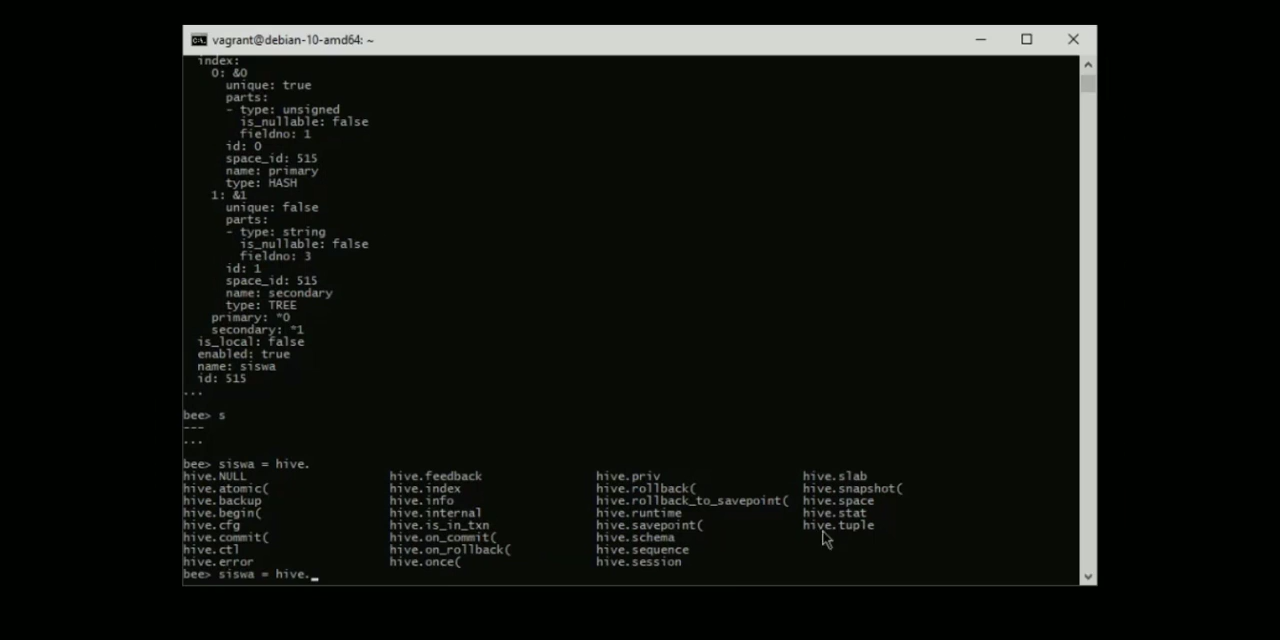 vagrant@debian-10-amd64: ~
index:
0: &0
unique: true
parts:
- type: unsigned
is_nullable: false
fieldno: 1
id: 0
space_id: 515
name: primary
type: HASH
1: &1
unique: false
parts:
- type: string
is_nullable: false
fieldno: 3
id: 1
space_id: 515
name: secondary
type: TREE
primary: *0
secondary: *1
is_local: false
enabled: true
name: siswa
id: 515
...
bee> s
---
...
bee> siswa = hive.
hive.NULL hive.feedback hive.priv hive.slab
hive.atomic( hive.index hive.rollback( hive.snapshot(
hive.backup hive.info hive.rollback_to_savepoint( hive.space
hive.begin( hive.internal hive.runtime hive.stat
hive.cfg hive.is_in_txn hive.savepoint( hive.tuple
hive.commit( hive.on_commit( hive.schema
hive.ctl hive.on_rollback( hive.sequence
hive.error hive.once( hive.session
bee> siswa = hive._